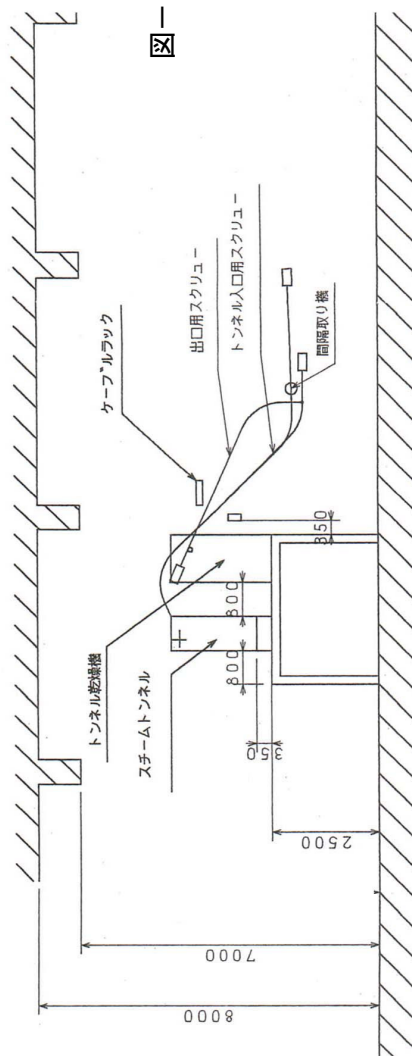 図一
ケーブルラック
出口用スクリュー
トンネル入口用スクリュー
間隔取り機
トンネル乾燥機
スチームトンネル
350
800
800
350
2500
7000
8000